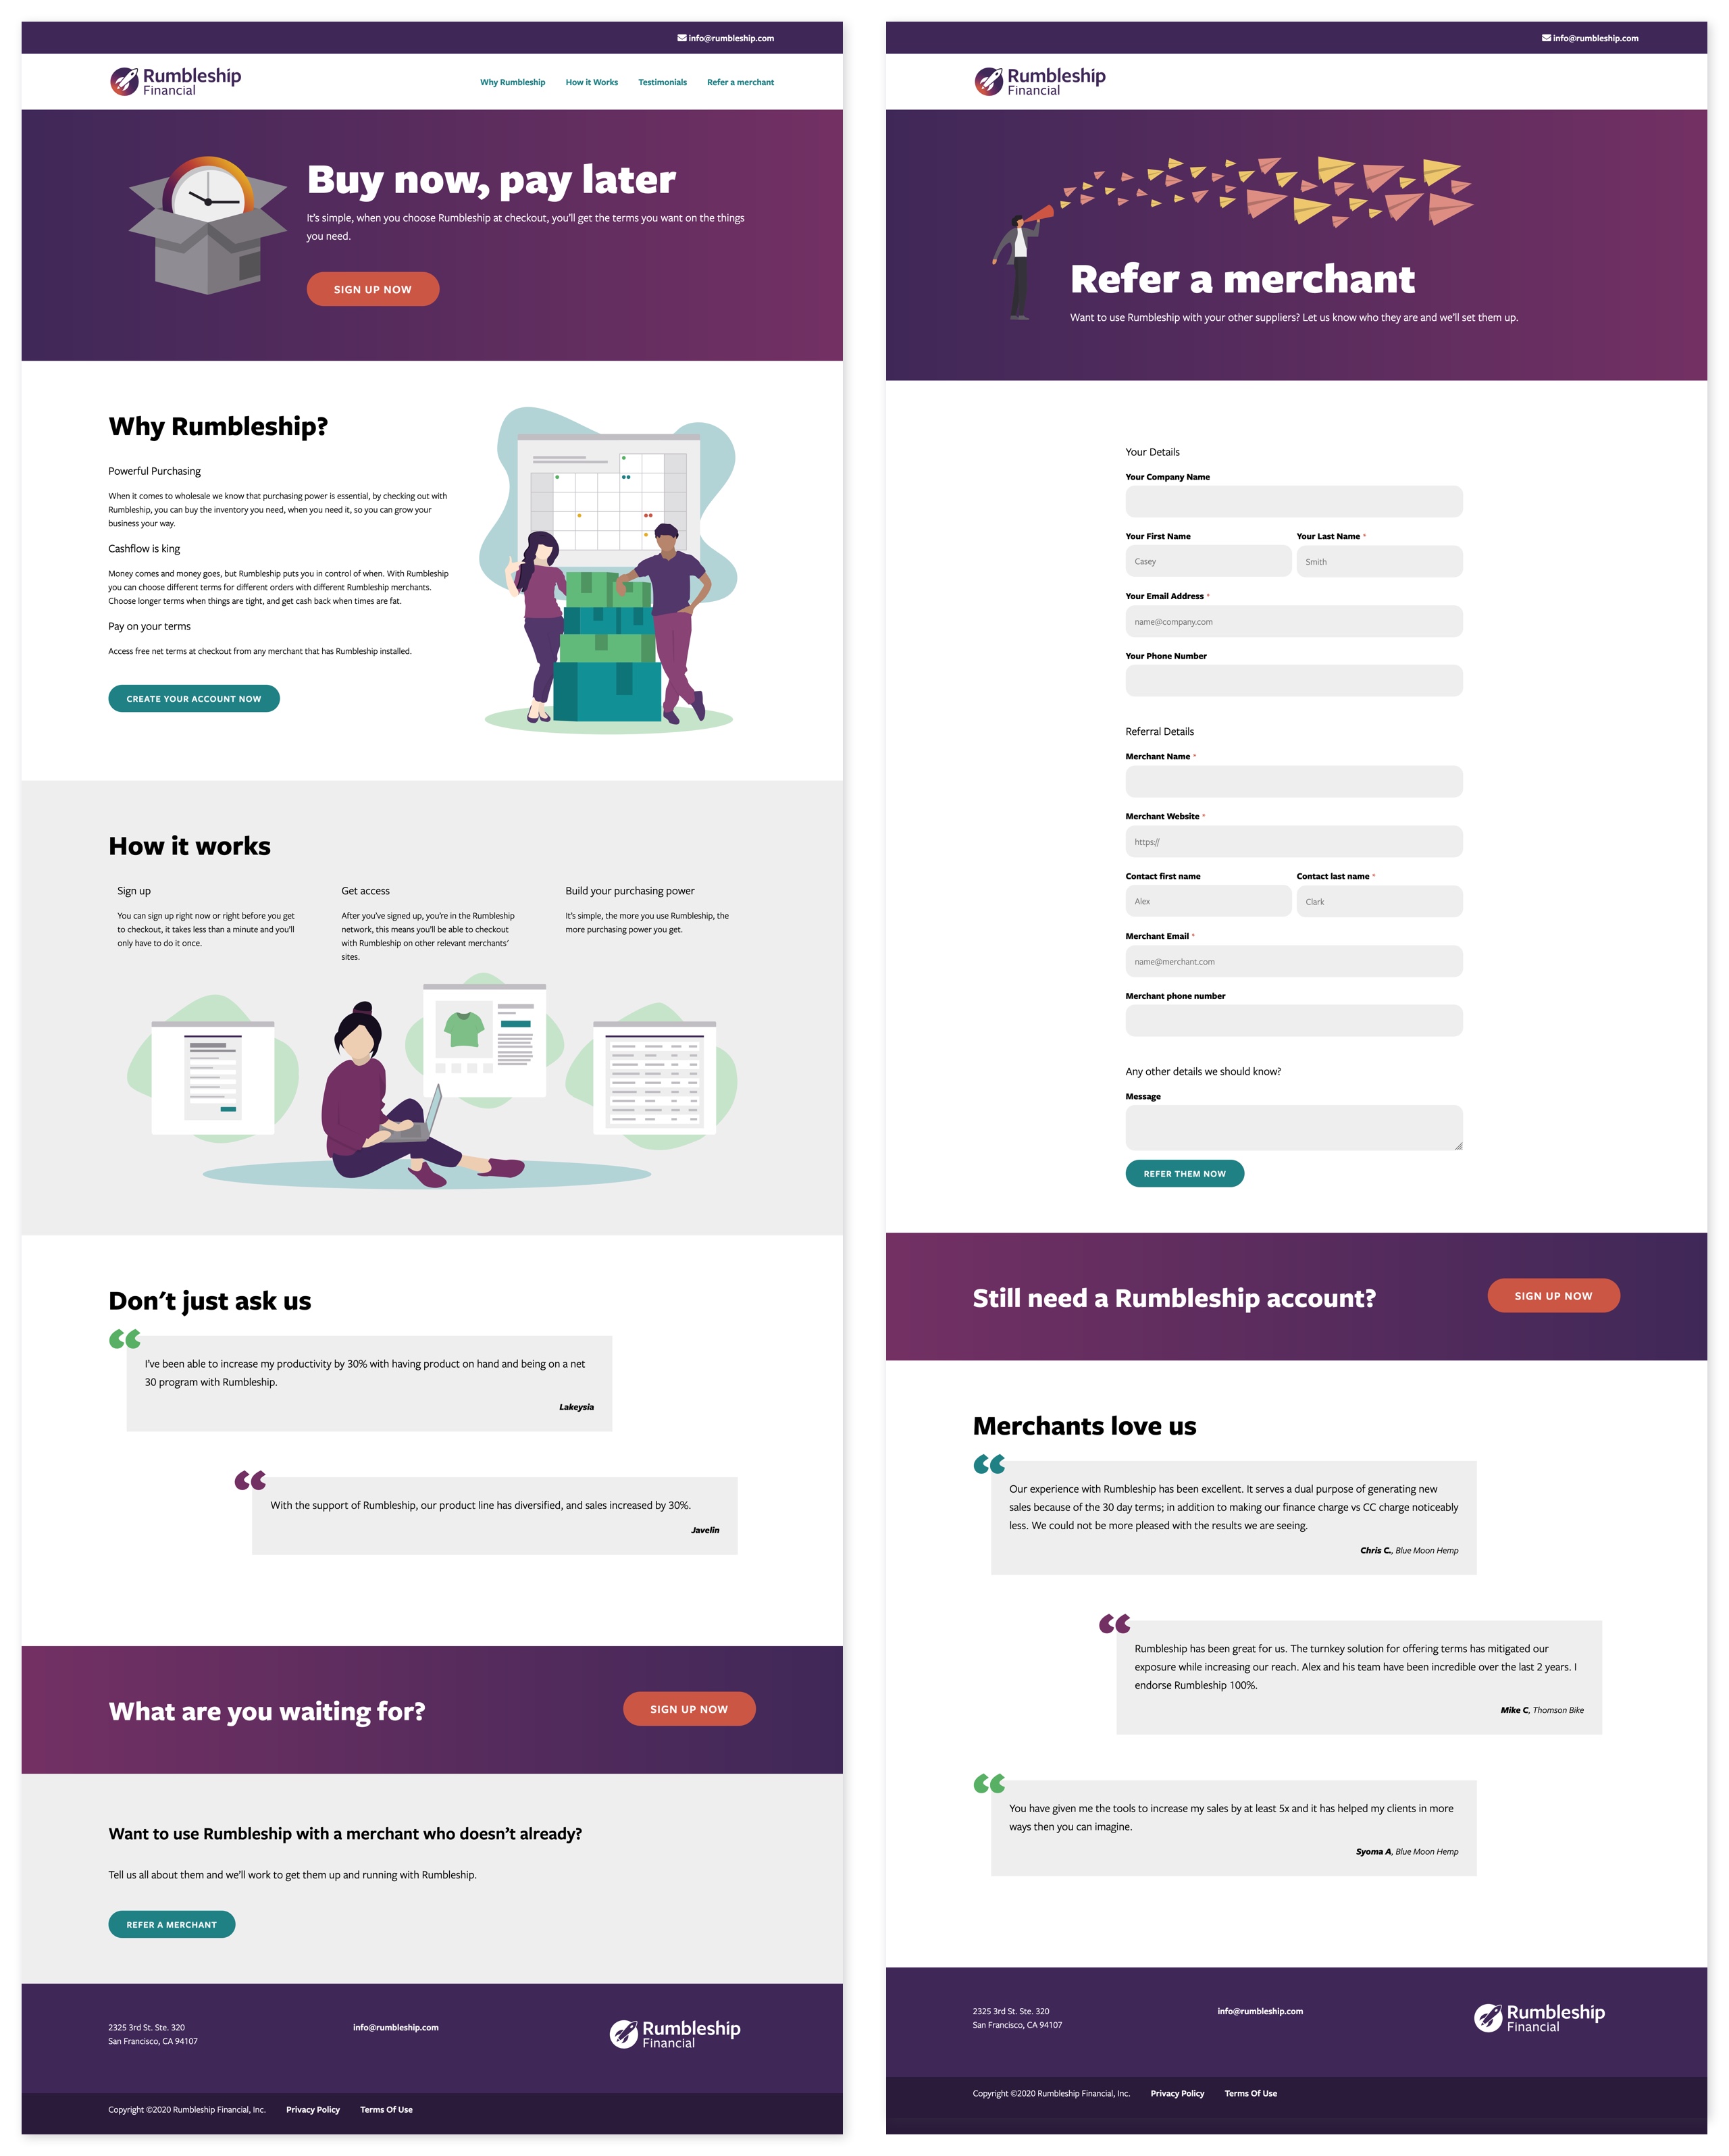 info@rumbleship.com
Rumbleship
Financial
Why Rumbleship
How it Works
Testimonials
Refer a merchant
Buy now, pay later
It's simple, when you choose Rumbleship at checkout, you'll get the terms you want on the things
you need.
SIGN UP NOW
Why Rumbleship?
Powerful Purchasing
When it comes to wholesale we know that purchasing power is essential, by checking out with
Rumbleship, you can buy the inventory you need, when you need it, so you can grow your
business your way.
Cashflow is king
Money comes and money goes, but Rumbleship puts you in control of when. With Rumbleship
you can choose different terms for different orders with different Rumbleship merchants.
Choose longer terms when things are tight, and get cash back when times are fat.
Pay on your terms
Access free net terms at checkout from any merchant that has Rumbleship installed.
CREATE YOUR ACCOUNT NOW
How it works
Sign up
You can sign up right now or right before you get
to checkout, it takes less than a minute and you'll
only have to do it once.
Get access
After you've signed up, you're in the Rumbleship
network, this means you'll be able to checkout
with Rumbleship on other relevant merchants'
sites.
Build your purchasing power
It's simple, the more you use Rumbleship, the
more purchasing power you get.
Don't just ask us
I've been able to increase my productivity by 30% with having product on hand and being on a net
30 program with Rumbleship.
Lakeysia
With the support of Rumbleship, our product line has diversified, and sales increased by 30%.
Javelin
What are you waiting for?
SIGN UP NOW
Want to use Rumbleship with a merchant who doesn't already?
Tell us all about them and we'll work to get them up and running with Rumbleship.
REFER A MERCHANT
2325 3rd St. Ste. 320
San Francisco, CA 94107
info@rumbleship.com
Rumbleship
Financial
Copyright ©2020 Rumbleship Financial, Inc.
Privacy Policy
Terms Of Use
info@rumbleship.com
Rumbleship
Financial
Refer a merchant
Want to use Rumbleship with your other suppliers? Let us know who they are and we'll set them up.
Your Details
Your Company Name
Your First Name
Your Last Name *
Casey
Smith
Your Email Address *
name@company.com
Your Phone Number
Referral Details
Merchant Name *
Merchant Website *
https://
Contact first name
Contact last name *
Alex
Clark
Merchant Email *
name@merchant.com
Merchant phone number
Any other details we should know?
Message
REFER THEM NOW
Still need a Rumbleship account?
SIGN UP NOW
Merchants love us
Our experience with Rumbleship has been excellent. It serves a dual purpose of generating new
sales because of the 30 day terms; in addition to making our finance charge vs CC charge noticeably
less. We could not be more pleased with the results we are seeing.
Chris C., Blue Moon Hemp
Rumbleship has been great for us. The turnkey solution for offering terms has mitigated our
exposure while increasing our reach. Alex and his team have been incredible over the last 2 years. I
endorse Rumbleship 100%.
Mike C, Thomson Bike
You have given me the tools to increase my sales by at least 5x and it has helped my clients in more
ways then you can imagine.
Syoma A, Blue Moon Hemp
2325 3rd St. Ste. 320
San Francisco, CA 94107
info@rumbleship.com
Rumbleship
Financial
Copyright ©2020 Rumbleship Financial, Inc.
Privacy Policy
Terms Of Use